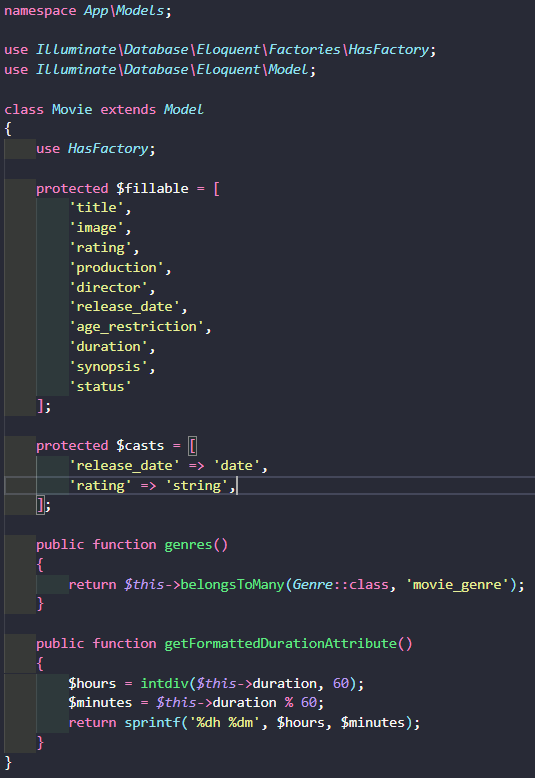 namespace App\Models;

use Illuminate\Database\Eloquent\Factories\HasFactory;
use Illuminate\Database\Eloquent\Model;

class Movie extends Model
{
    use HasFactory;

    protected $fillable = [
        'title',
        'image',
        'rating',
        'production',
        'director',
        'release_date',
        'age_restriction',
        'duration',
        'synopsis',
        'status'
    ];

    protected $casts = [
        'release_date' => 'date',
        'rating' => 'string',
    ];

    public function genres()
    {
        return $this->belongsToMany(Genre::class, 'movie_genre');
    }

    public function getFormattedDurationAttribute()
    {
        $hours = intdiv($this->duration, 60);
        $minutes = $this->duration % 60;
        return sprintf('%dh %dm', $hours, $minutes);
    }
}